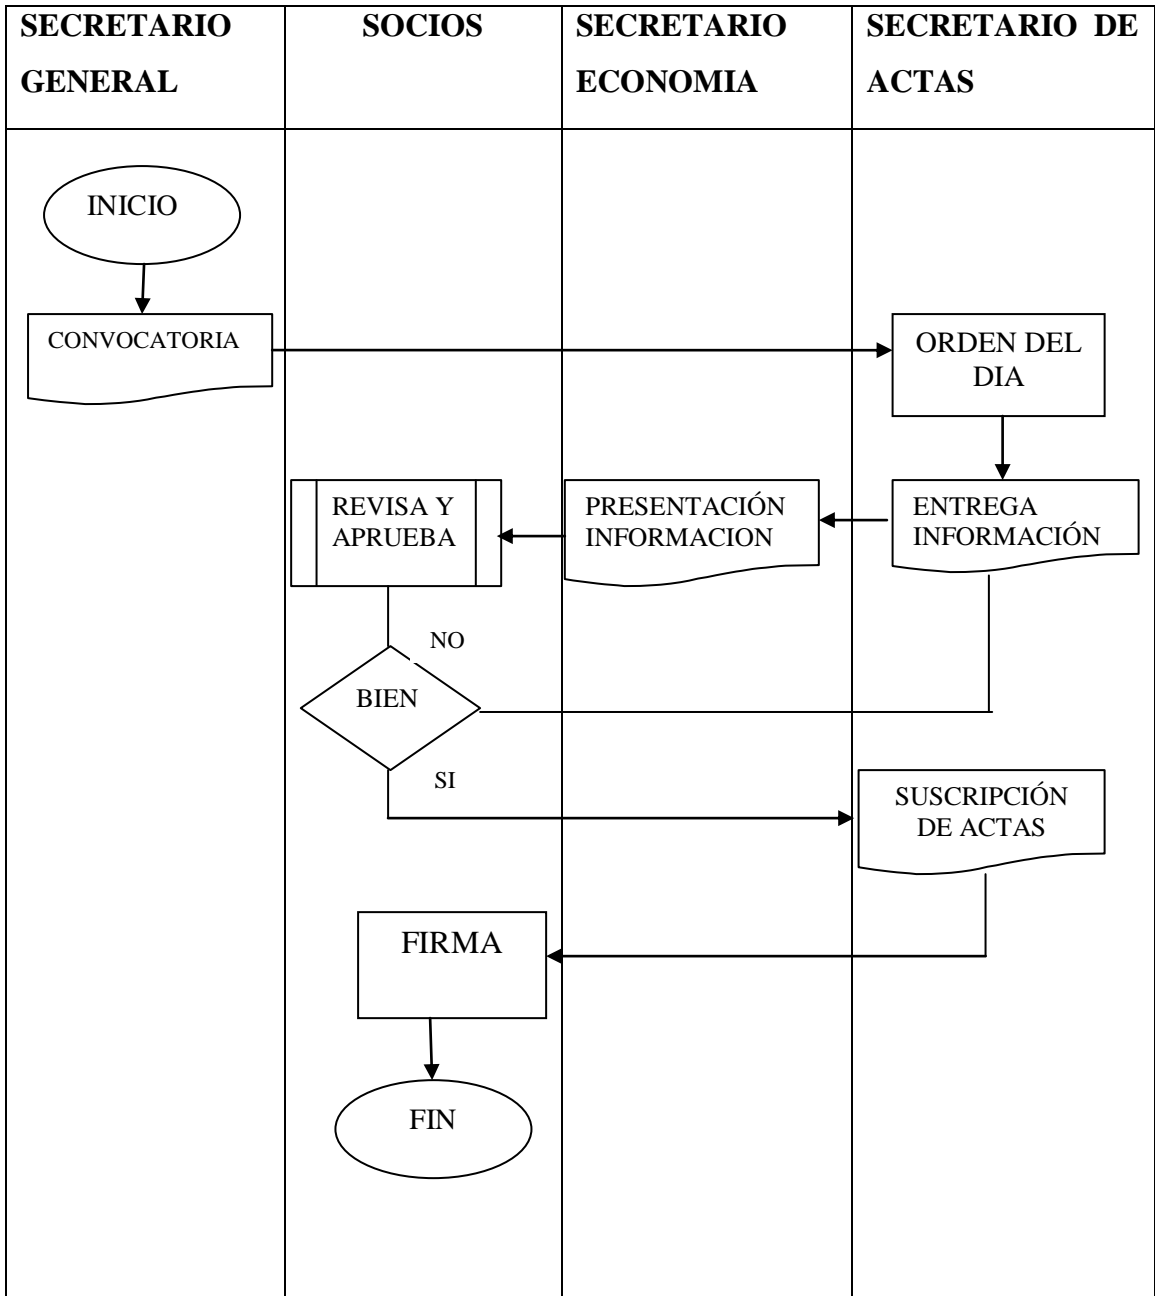 SECRETARIO
GENERAL
SOCIOS
SECRETARIO
ECONOMIA
SECRETARIO DE
ACTAS
INICIO
CONVOCATORIA
ORDEN DEL
DIA
REVISA Y
APRUEBA
PRESENTACIÓN
INFORMACION
ENTREGA
INFORMACIÓN
NO
BIEN
SI
SUSCRIPCIÓN
DE ACTAS
FIRMA
FIN